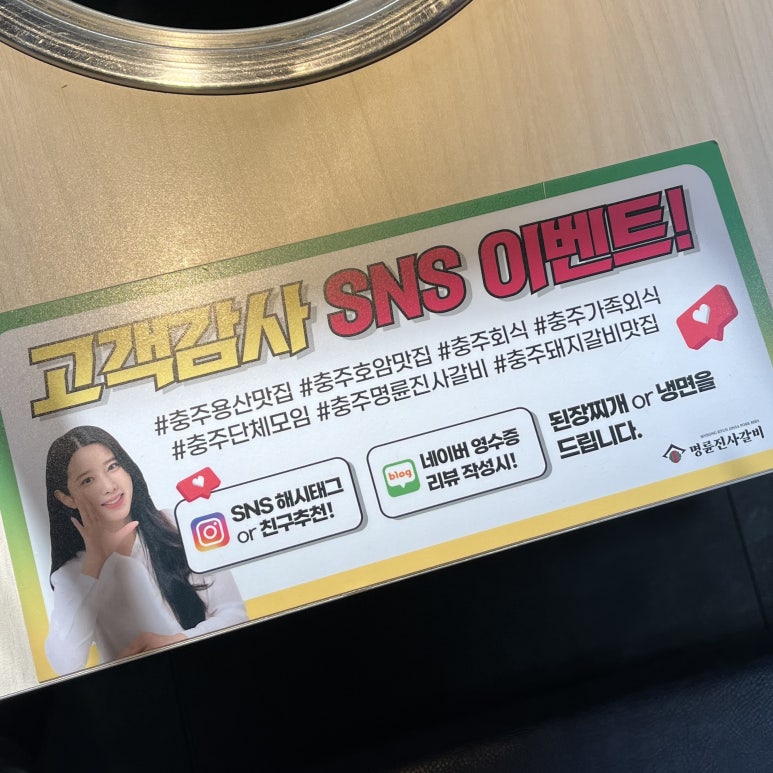 고객감사 SNS 이벤트!
#충주용산맛집 #충주호암맛집 #충주회식 #충주가족외식
#충주단체모임 #충주명륜진사갈비 #충주돼지갈비맛집
SNS 해시태그
or 친구추천!
blog
네이버 영수증
리뷰 작성시!
된장찌개 or 냉면을
드립니다.
명륜진사갈비